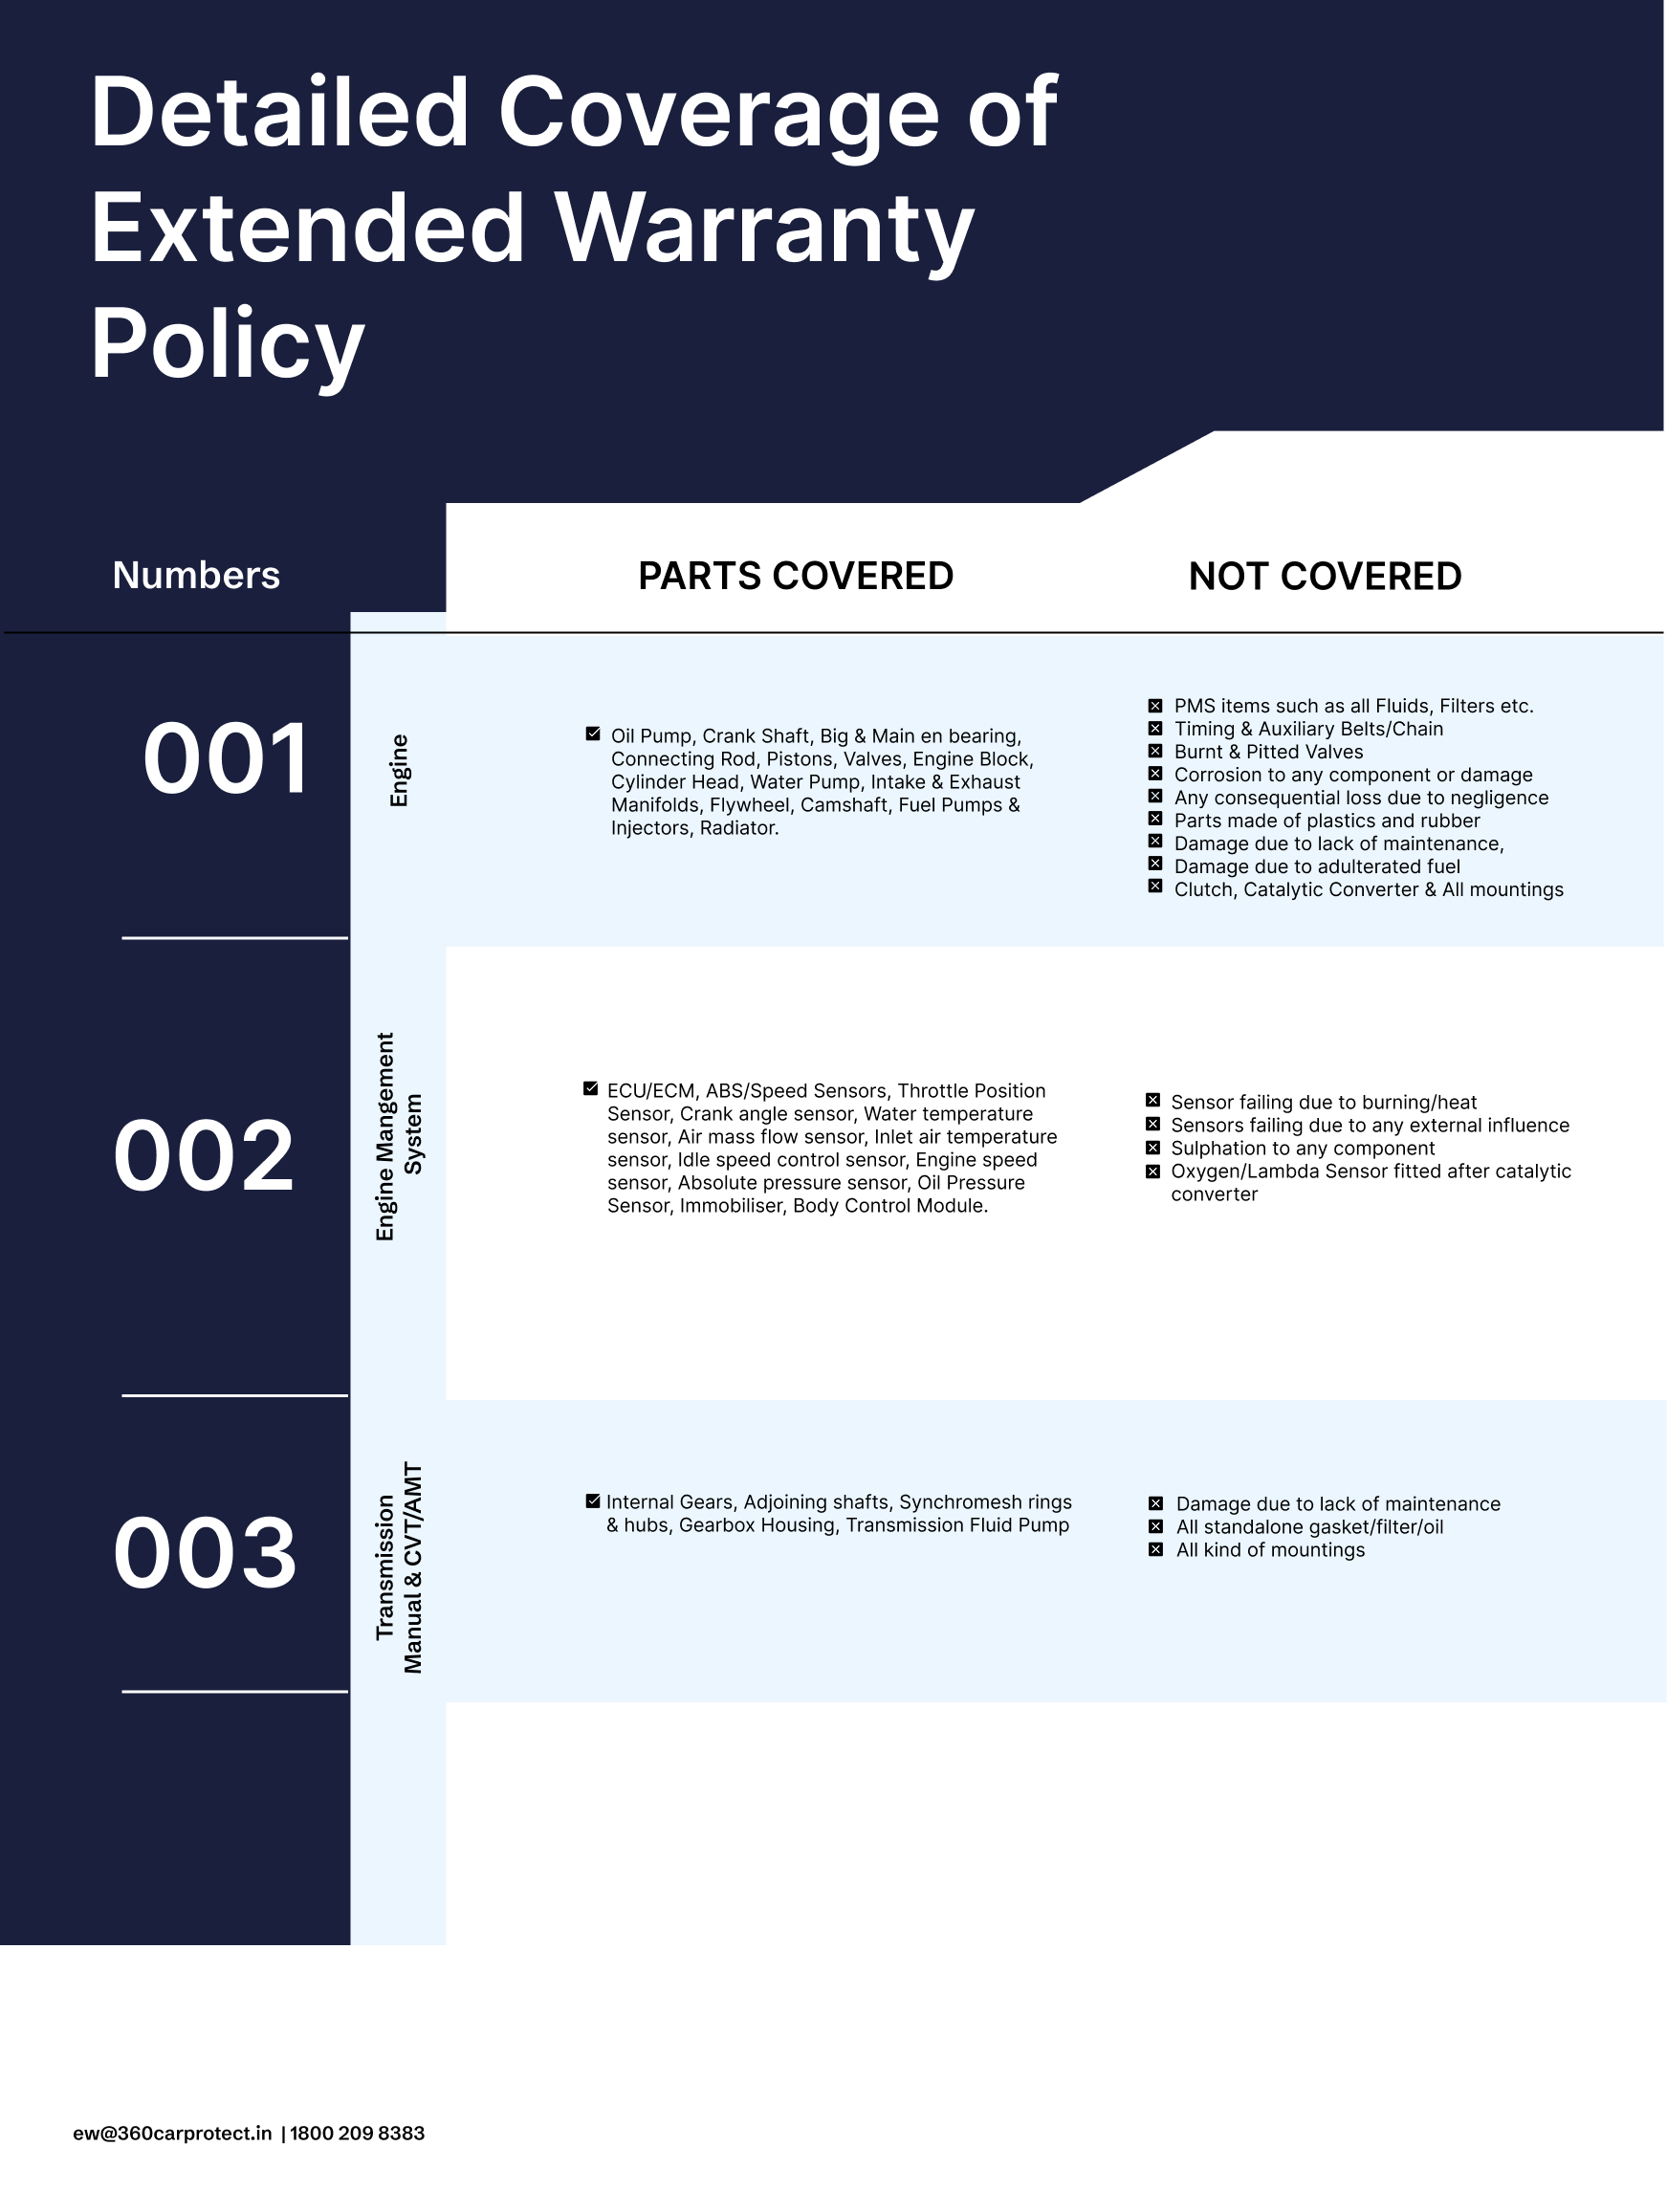 Detailed Coverage of
Extended Warranty
Policy
Numbers
PARTS COVERED
NOT COVERED
001
Engine
Oil Pump, Crank Shaft, Big & Main en bearing,
Connecting Rod, Pistons, Valves, Engine Block,
Cylinder Head, Water Pump, Intake & Exhaust
Manifolds, Flywheel, Camshaft, Fuel Pumps &
Injectors, Radiator.
PMS items such as all Fluids, Filters etc.
Timing & Auxiliary Belts/Chain
Burnt & Pitted Valves
Corrosion to any component or damage
Any consequential loss due to negligence
Parts made of plastics and rubber
Damage due to lack of maintenance,
Damage due to adulterated fuel
Clutch, Catalytic Converter & All mountings
002
Engine Mangement
System
ECU/ECM, ABS/Speed Sensors, Throttle Position
Sensor, Crank angle sensor, Water temperature
sensor, Air mass flow sensor, Inlet air temperature
sensor, Idle speed control sensor, Engine speed
sensor, Absolute pressure sensor, Oil Pressure
Sensor, Immobiliser, Body Control Module.
Sensor failing due to burning/heat
Sensors failing due to any external influence
Sulphation to any component
Oxygen/Lambda Sensor fitted after catalytic
converter
003
Transmission
Manual & CVT/AMT
Internal Gears, Adjoining shafts, Synchromesh rings
& hubs, Gearbox Housing, Transmission Fluid Pump
Damage due to lack of maintenance
All standalone gasket/filter/oil
All kind of mountings
ew@360carprotect.in | 1800 209 8383